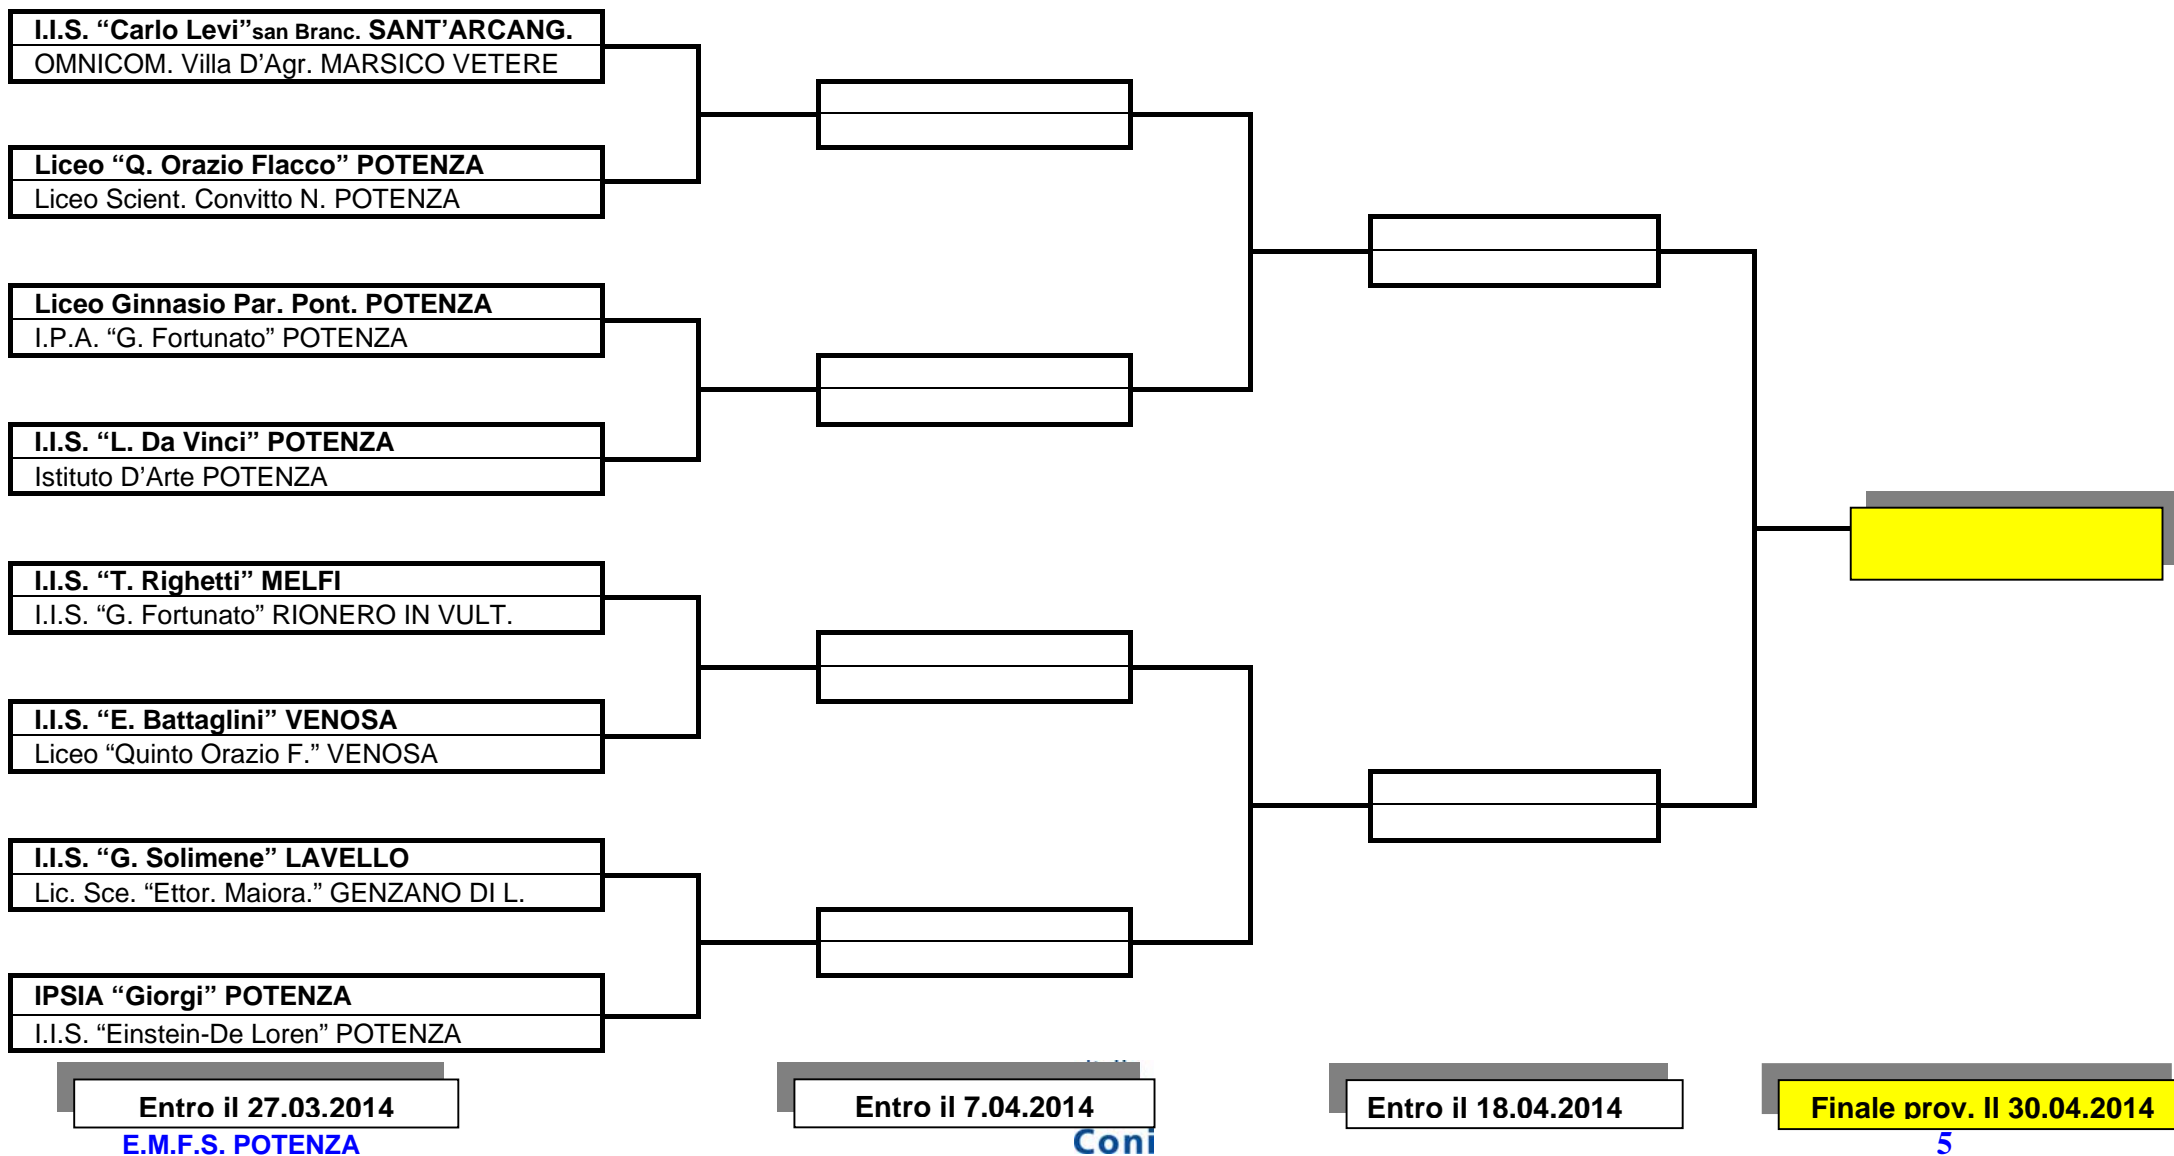 I.I.S. “Carlo Levi”san Branc. SANT’ARCANG.
OMNICOM. Villa D’Agr. MARSICO VETERE
Liceo “Q. Orazio Flacco” POTENZA
Liceo Scient. Convitto N. POTENZA
Liceo Ginnasio Par. Pont. POTENZA
I.P.A. “G. Fortunato” POTENZA
I.I.S. “L. Da Vinci” POTENZA
Istituto D’Arte POTENZA
I.I.S. “T. Righetti” MELFI
I.I.S. “G. Fortunato” RIONERO IN VULT.
I.I.S. “E. Battaglini” VENOSA
Liceo “Quinto Orazio F.” VENOSA
I.I.S. “G. Solimene” LAVELLO
Lic. Sce. “Ettor. Maiora.” GENZANO DI L.
IPSIA “Giorgi” POTENZA
I.I.S. “Einstein-De Loren” POTENZA
Entro il 27.03.2014
Entro il 7.04.2014
Entro il 18.04.2014
Finale prov. Il 30.04.2014
E.M.F.S. POTENZA
Coni
5